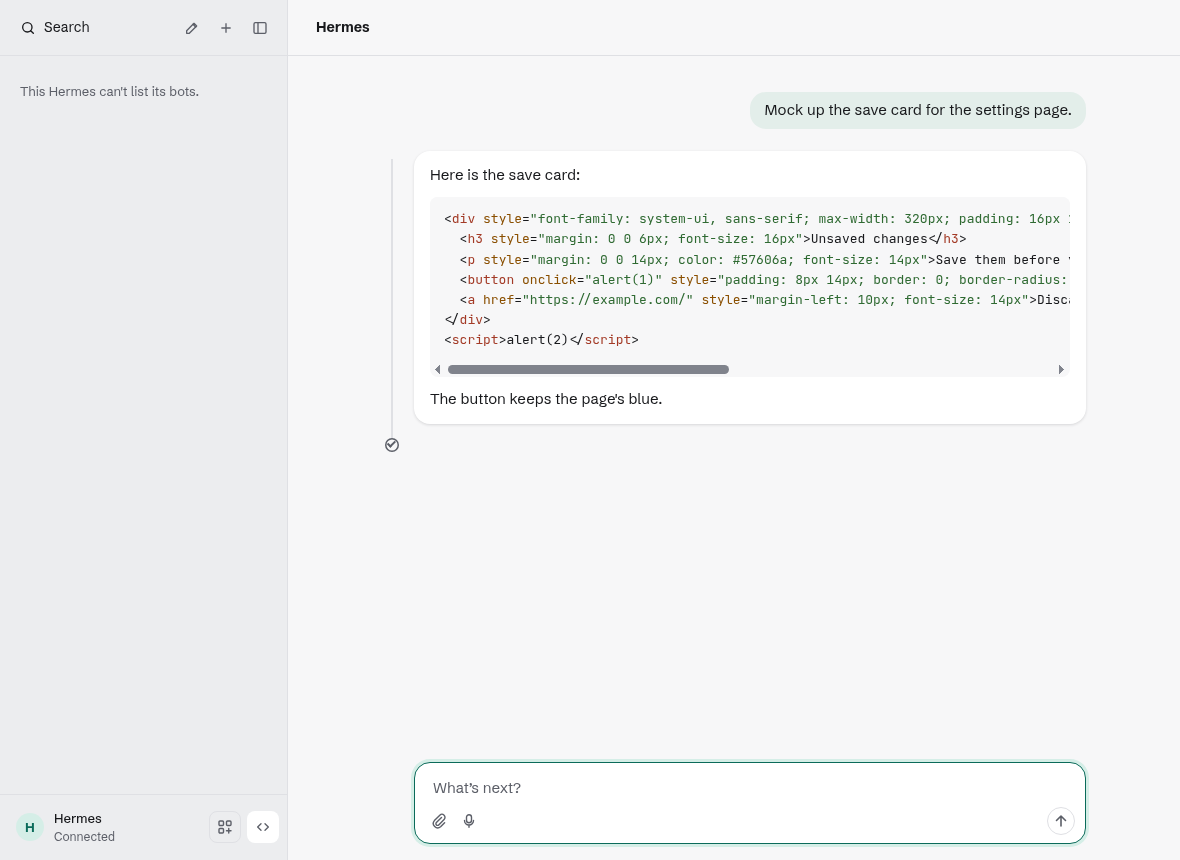 Search
Hermes
This Hermes can't list its bots.
Mock up the save card for the settings page.
Here is the save card:
<div style="font-family: system-ui, sans-serif; max-width: 320px; padding: 16px
<h3 style="margin: 0 0 6px; font-size: 16px">Unsaved changes</h3>
<p style="margin: 0 0 14px; color: #57606a; font-size: 14px">Save them before
<button onclick="alert(1)" style="padding: 8px 14px; border: 0; border-radius:
<a href="https://example.com/" style="margin-left: 10px; font-size: 14px">Disca
</div>
<script>alert(2)</script>
The button keeps the page's blue.
What's next?
H
Hermes
Connected